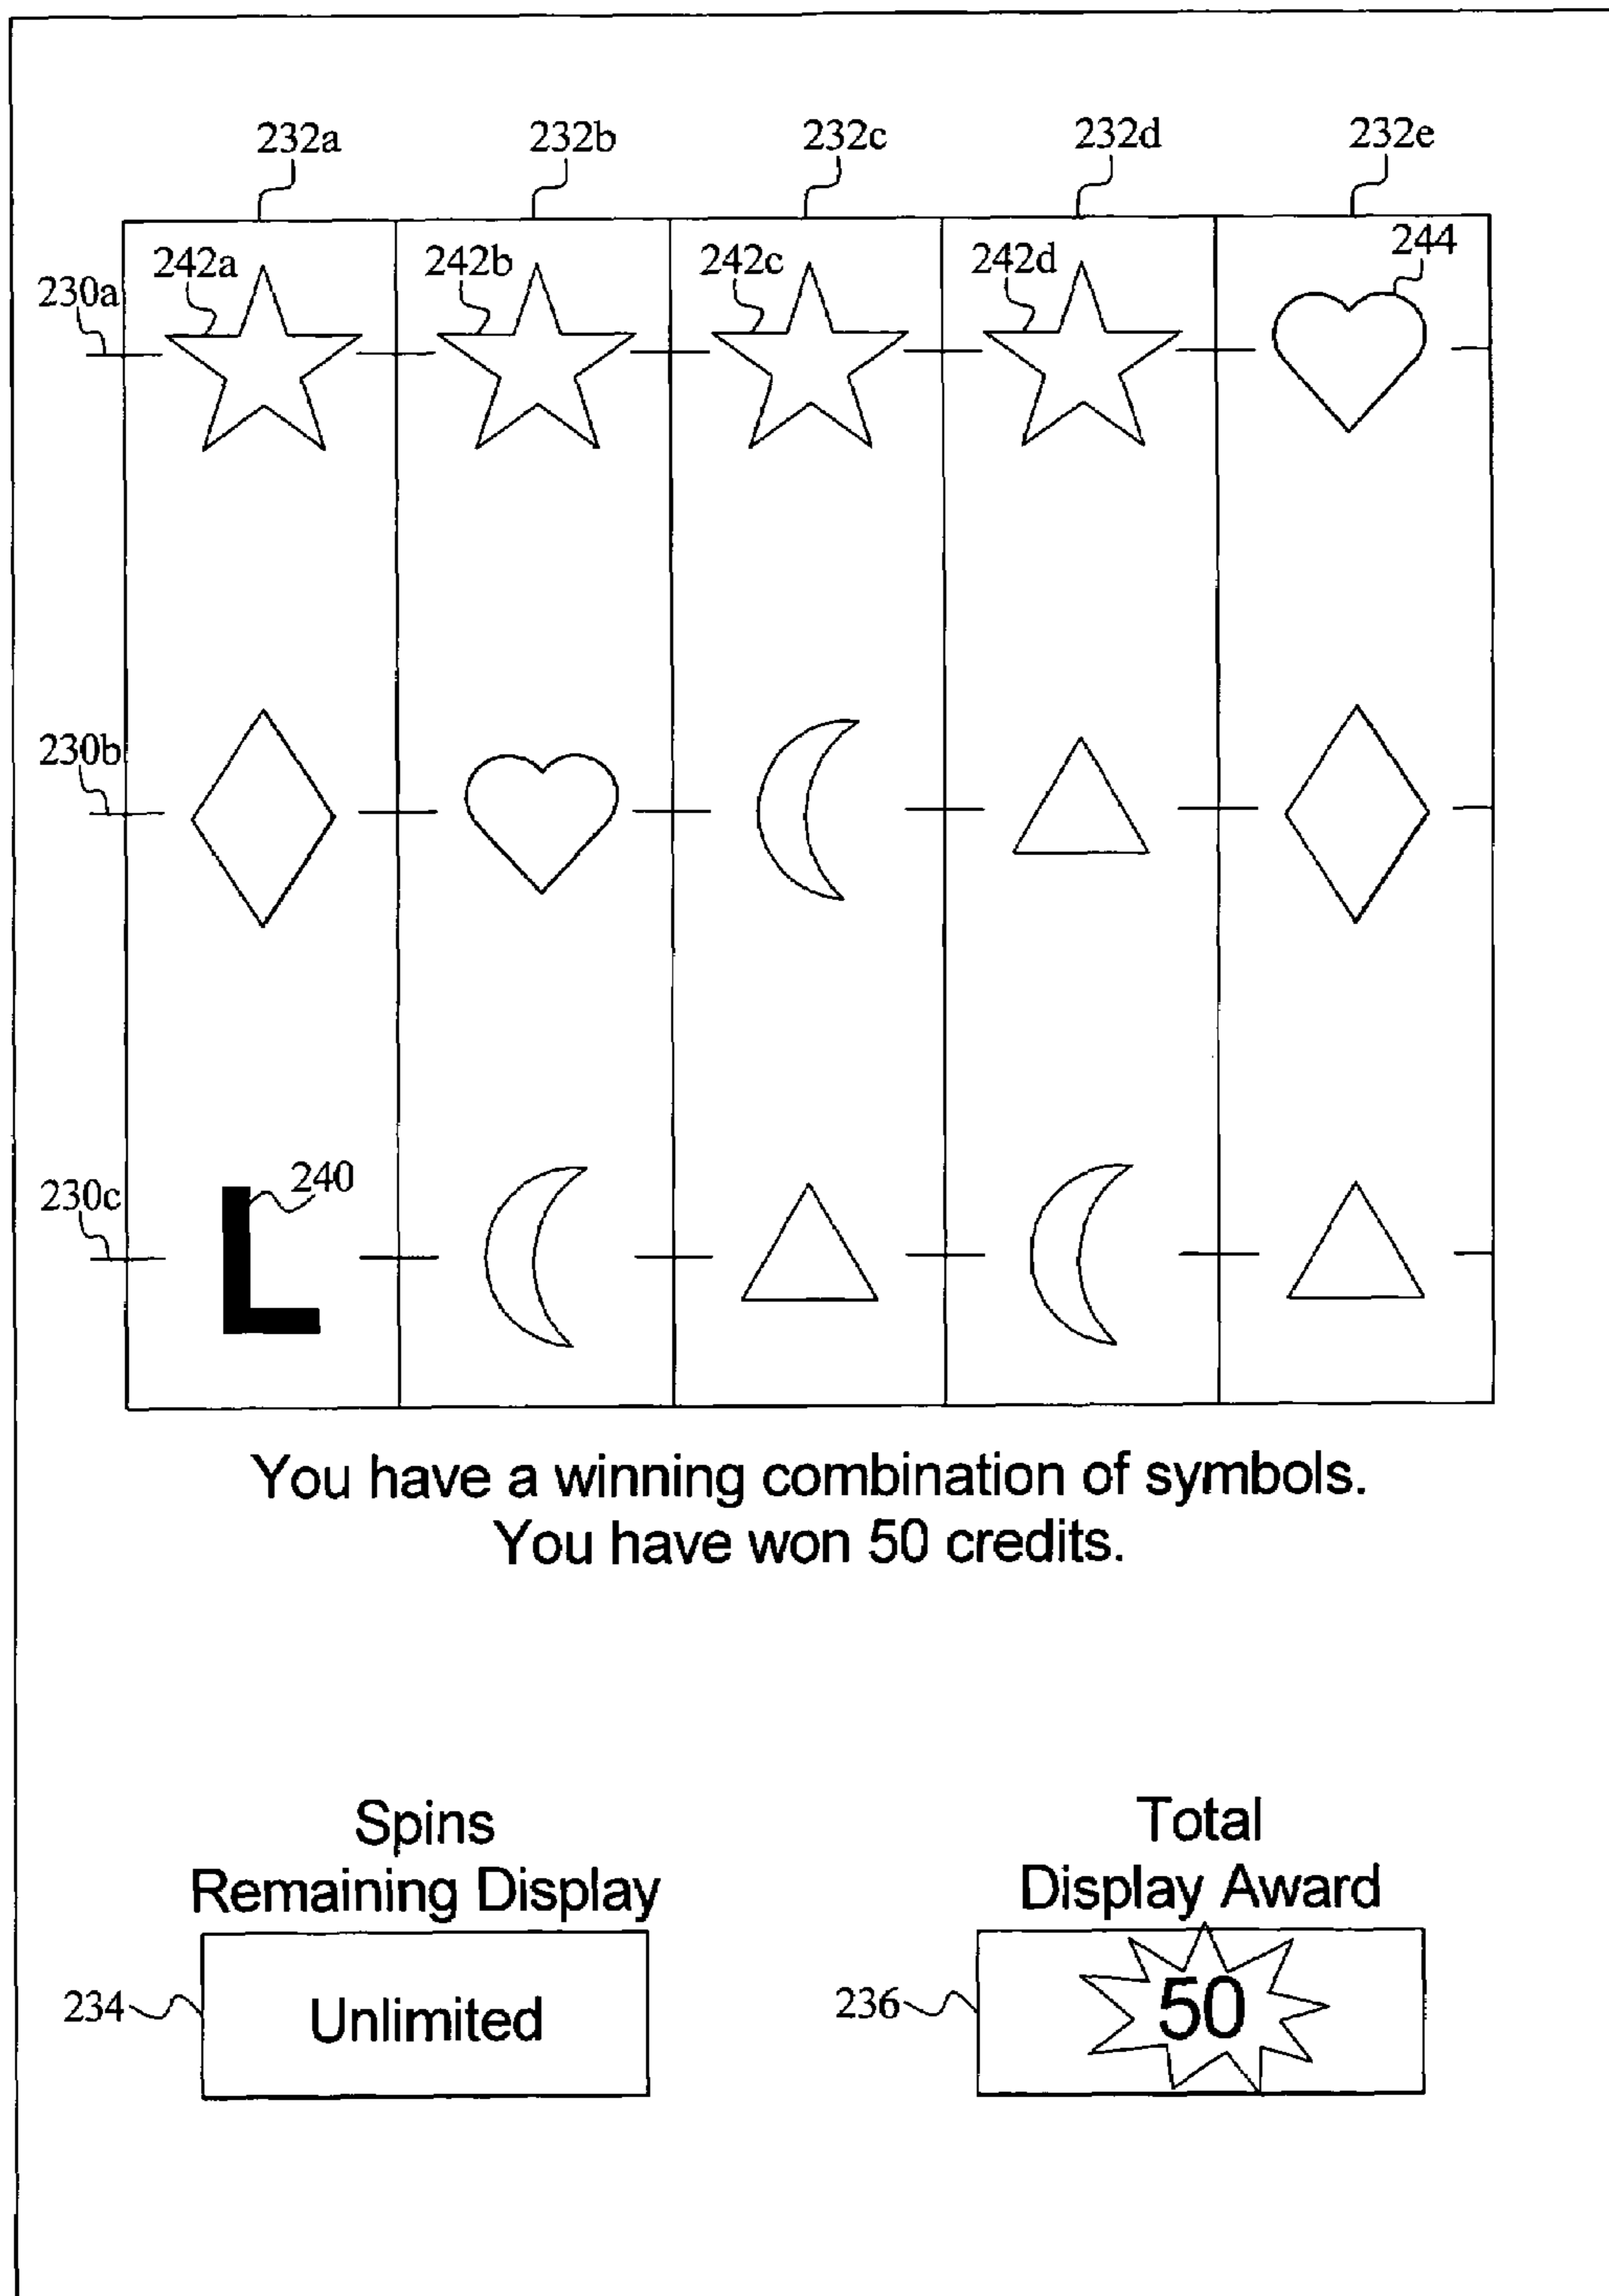 232a 232b 232c 232d 232e
242a 242b 242c 242d 244
230a
230b
230c L 240
You have a winning combination of symbols.
You have won 50 credits.
Spins
Remaining Display
Total
Display Award
234 Unlimited
236 50